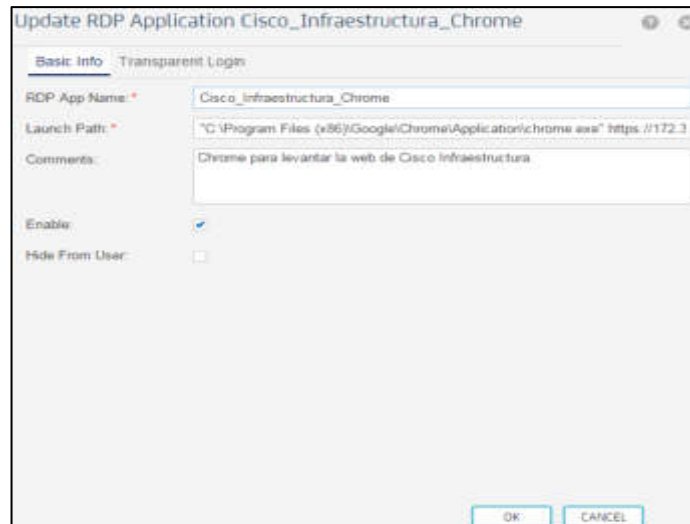 Update RDP Application Cisco_Infraestructura_Chrome
Basic Info Transparent Login
RDP App Name: * Cisco_Infraestructura_Chrome
Launch Path: * "C:\Program Files (x86)\Google\Chrome\Application\chrome.exe" https://172.3
Comments: Chrome para levantar la web de Cisco Infraestructura
Enable:
Hide From User:
OK CANCEL